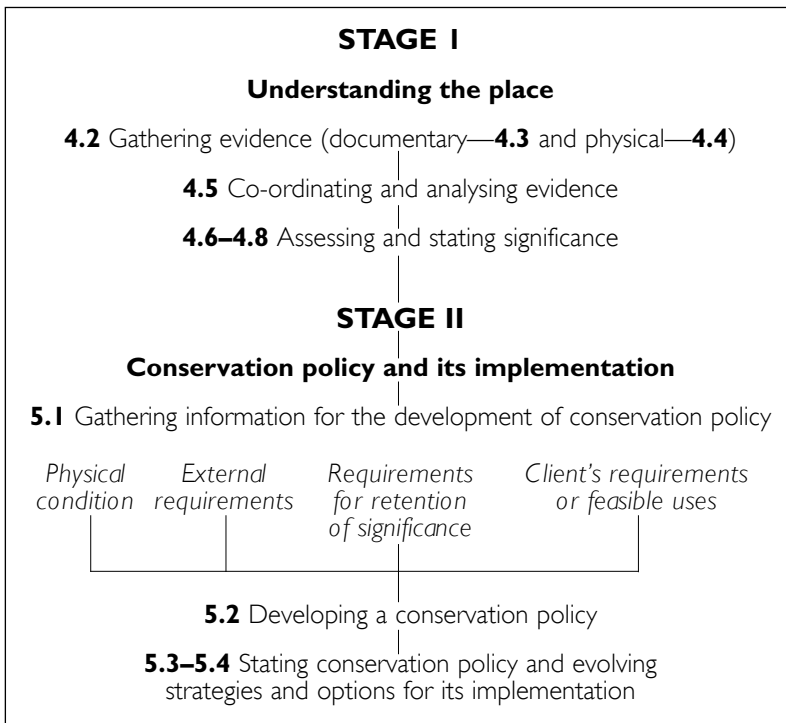 STAGE I
Understanding the place
4.2 Gathering evidence (documentary—4.3 and physical—4.4)
4.5 Co-ordinating and analysing evidence
4.6–4.8 Assessing and stating significance
STAGE II
Conservation policy and its implementation
5.1 Gathering information for the development of conservation policy
Physical
condition
External
requirements
Requirements
for retention
of significance
Client's requirements
or feasible uses
5.2 Developing a conservation policy
5.3–5.4 Stating conservation policy and evolving
strategies and options for its implementation